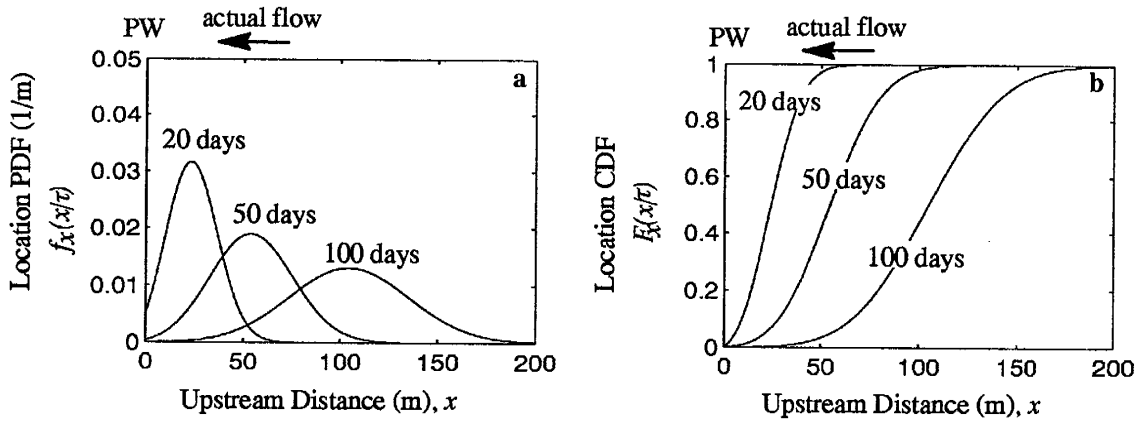 PW
actual flow
a
0.05
0.04
0.03
0.02
0.01
0
20 days
50 days
100 days
Location PDF (1/m)
fx(x/τ)
0
50
100
150
200
Upstream Distance (m), x
PW
actual flow
b
1
0.8
0.6
0.4
0.2
0
20 days
50 days
100 days
Location CDF
Fx(x/τ)
0
50
100
150
200
Upstream Distance (m), x